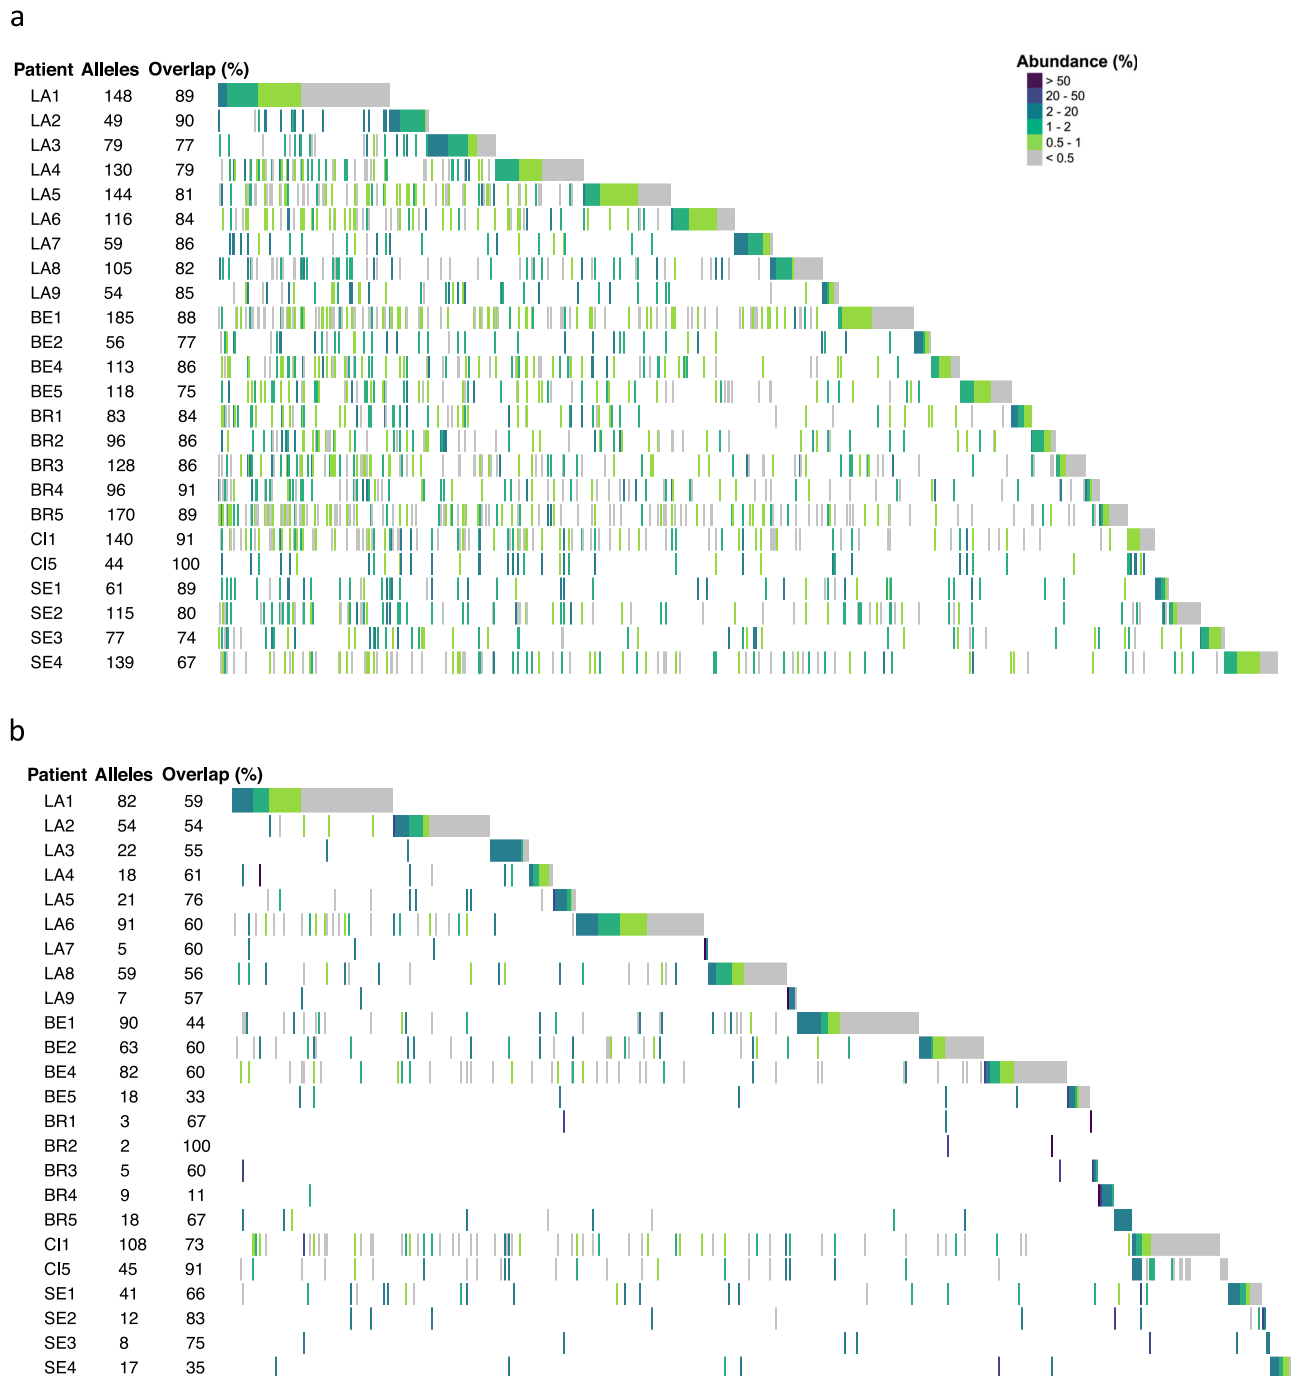 a
Patient Alleles Overlap (%)
Abundance (%)
> 50
20 - 50
2 - 20
1 - 2
0.5 - 1
< 0.5
LA1 148 89
LA2 49 90
LA3 79 77
LA4 130 79
LA5 144 81
LA6 116 84
LA7 59 86
LA8 105 82
LA9 54 85
BE1 185 88
BE2 56 77
BE4 113 86
BE5 118 75
BR1 83 84
BR2 96 86
BR3 128 86
BR4 96 91
BR5 170 89
CI1 140 91
CI5 44 100
SE1 61 89
SE2 115 80
SE3 77 74
SE4 139 67
b
Patient Alleles Overlap (%)
LA1 82 59
LA2 54 54
LA3 22 55
LA4 18 61
LA5 21 76
LA6 91 60
LA7 5 60
LA8 59 56
LA9 7 57
BE1 90 44
BE2 63 60
BE4 82 60
BE5 18 33
BR1 3 67
BR2 2 100
BR3 5 60
BR4 9 11
BR5 18 67
CI1 108 73
CI5 45 91
SE1 41 66
SE2 12 83
SE3 8 75
SE4 17 35